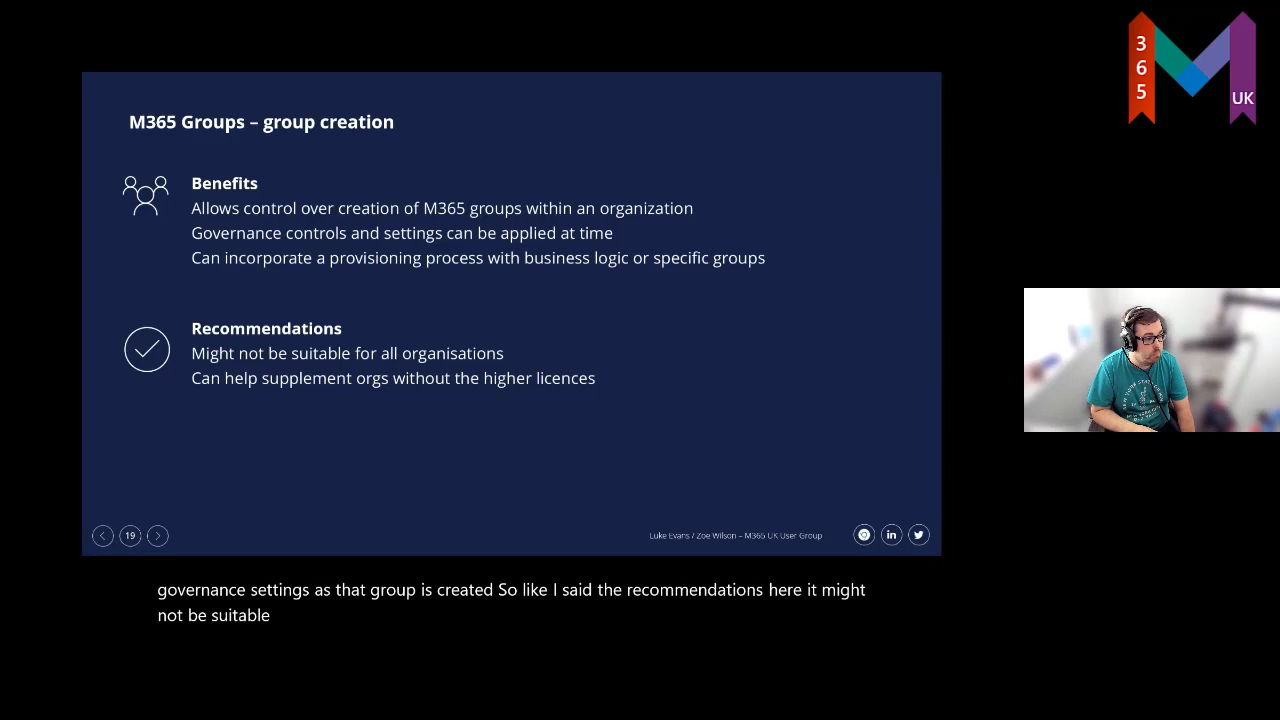 3
6
5
UK
M365 Groups – group creation
Benefits
Allows control over creation of M365 groups within an organization
Governance controls and settings can be applied at time
Can incorporate a provisioning process with business logic or specific groups
Recommendations
Might not be suitable for all organisations
Can help supplement orgs without the higher licences
19
Luke Evans / Zoe Wilson – M365 UK User Group
in
governance settings as that group is created So like I said the recommendations here it might
not be suitable